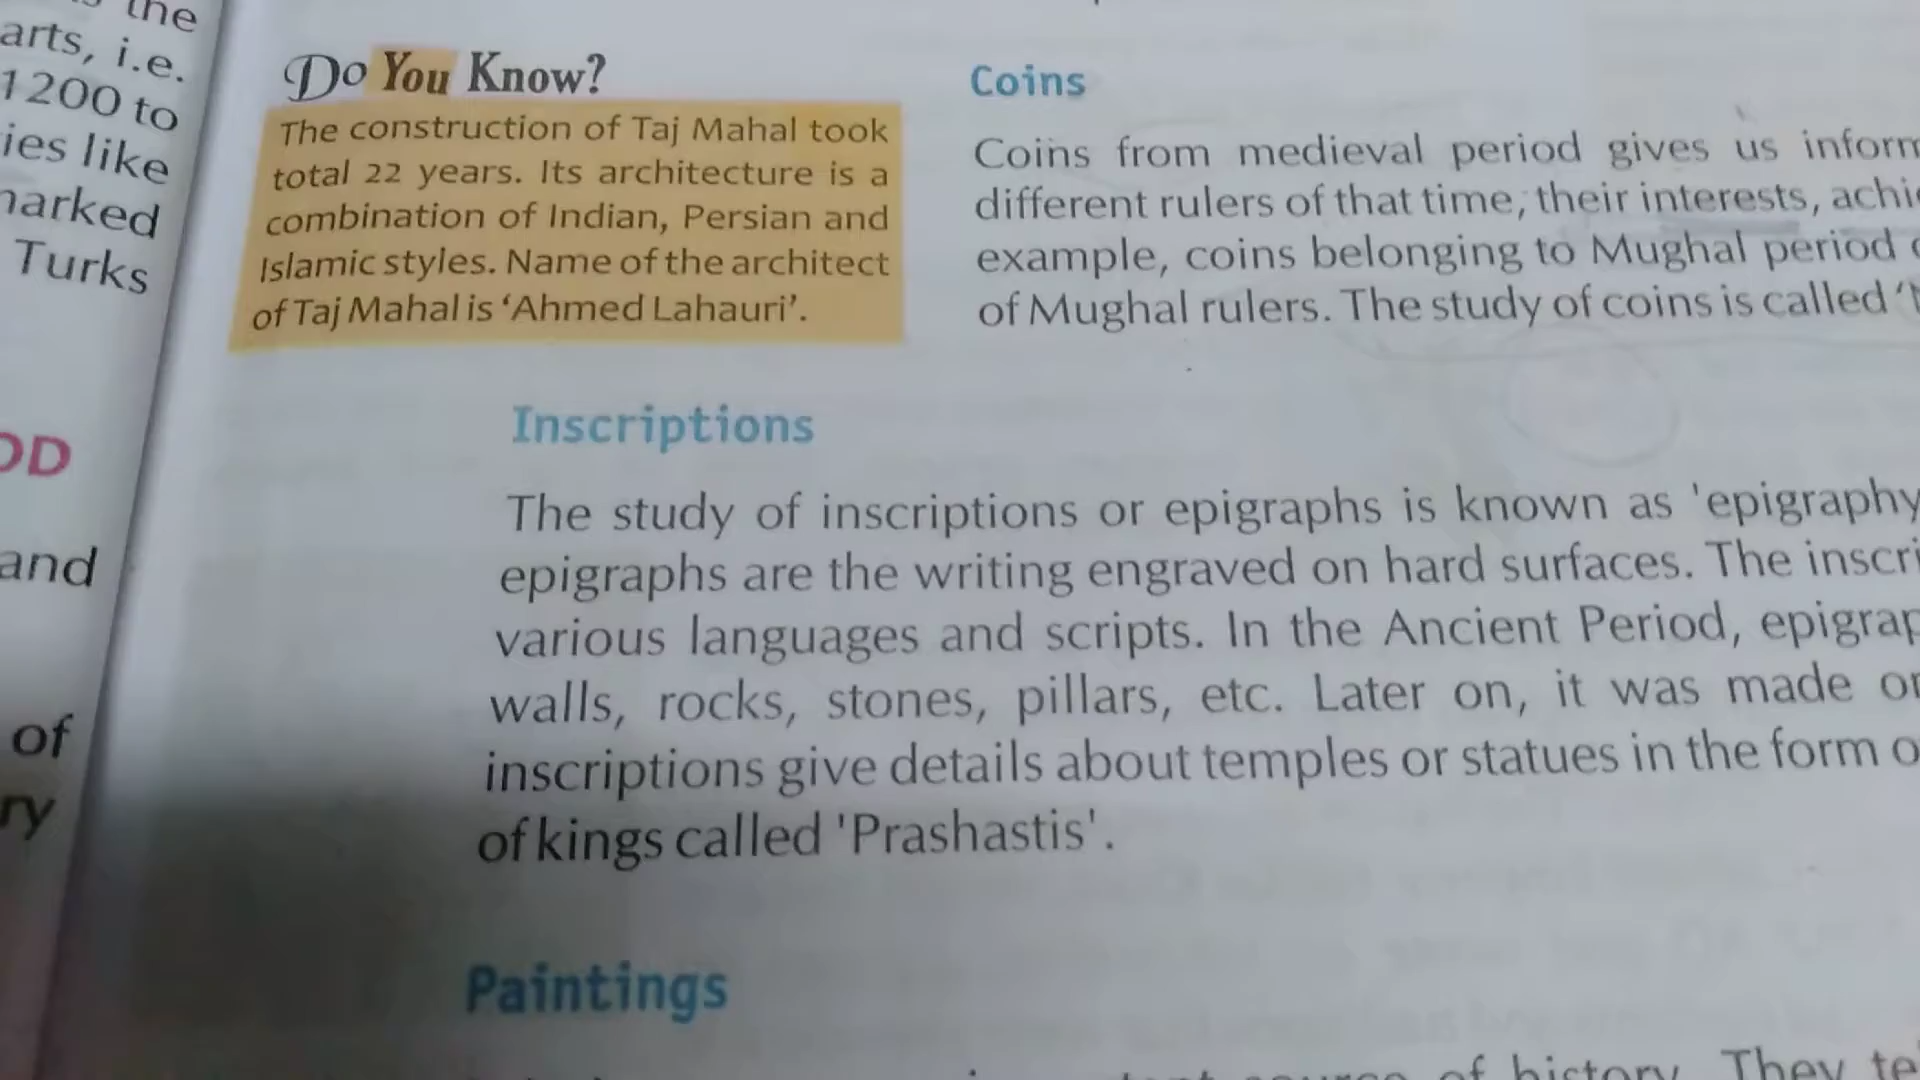 the
arts, i.e.
1200 to
ies like
marked
Turks
OD
and
of
ry
Do You Know?
The construction of Taj Mahal took
total 22 years. Its architecture is a
combination of Indian, Persian and
Islamic styles. Name of the architect
of Taj Mahal is ‘Ahmed Lahauri’.
Coins
Coins from medieval period gives us inform
different rulers of that time, their interests, achie
example, coins belonging to Mughal period
of Mughal rulers. The study of coins is called
Inscriptions
The study of inscriptions or epigraphs is known as 'epigraphy
epigraphs are the writing engraved on hard surfaces. The inscri
various languages and scripts. In the Ancient Period, epigrap
walls, rocks, stones, pillars, etc. Later on, it was made on
inscriptions give details about temples or statues in the form o
of kings called 'Prashastis'.
Paintings
source of history. They te